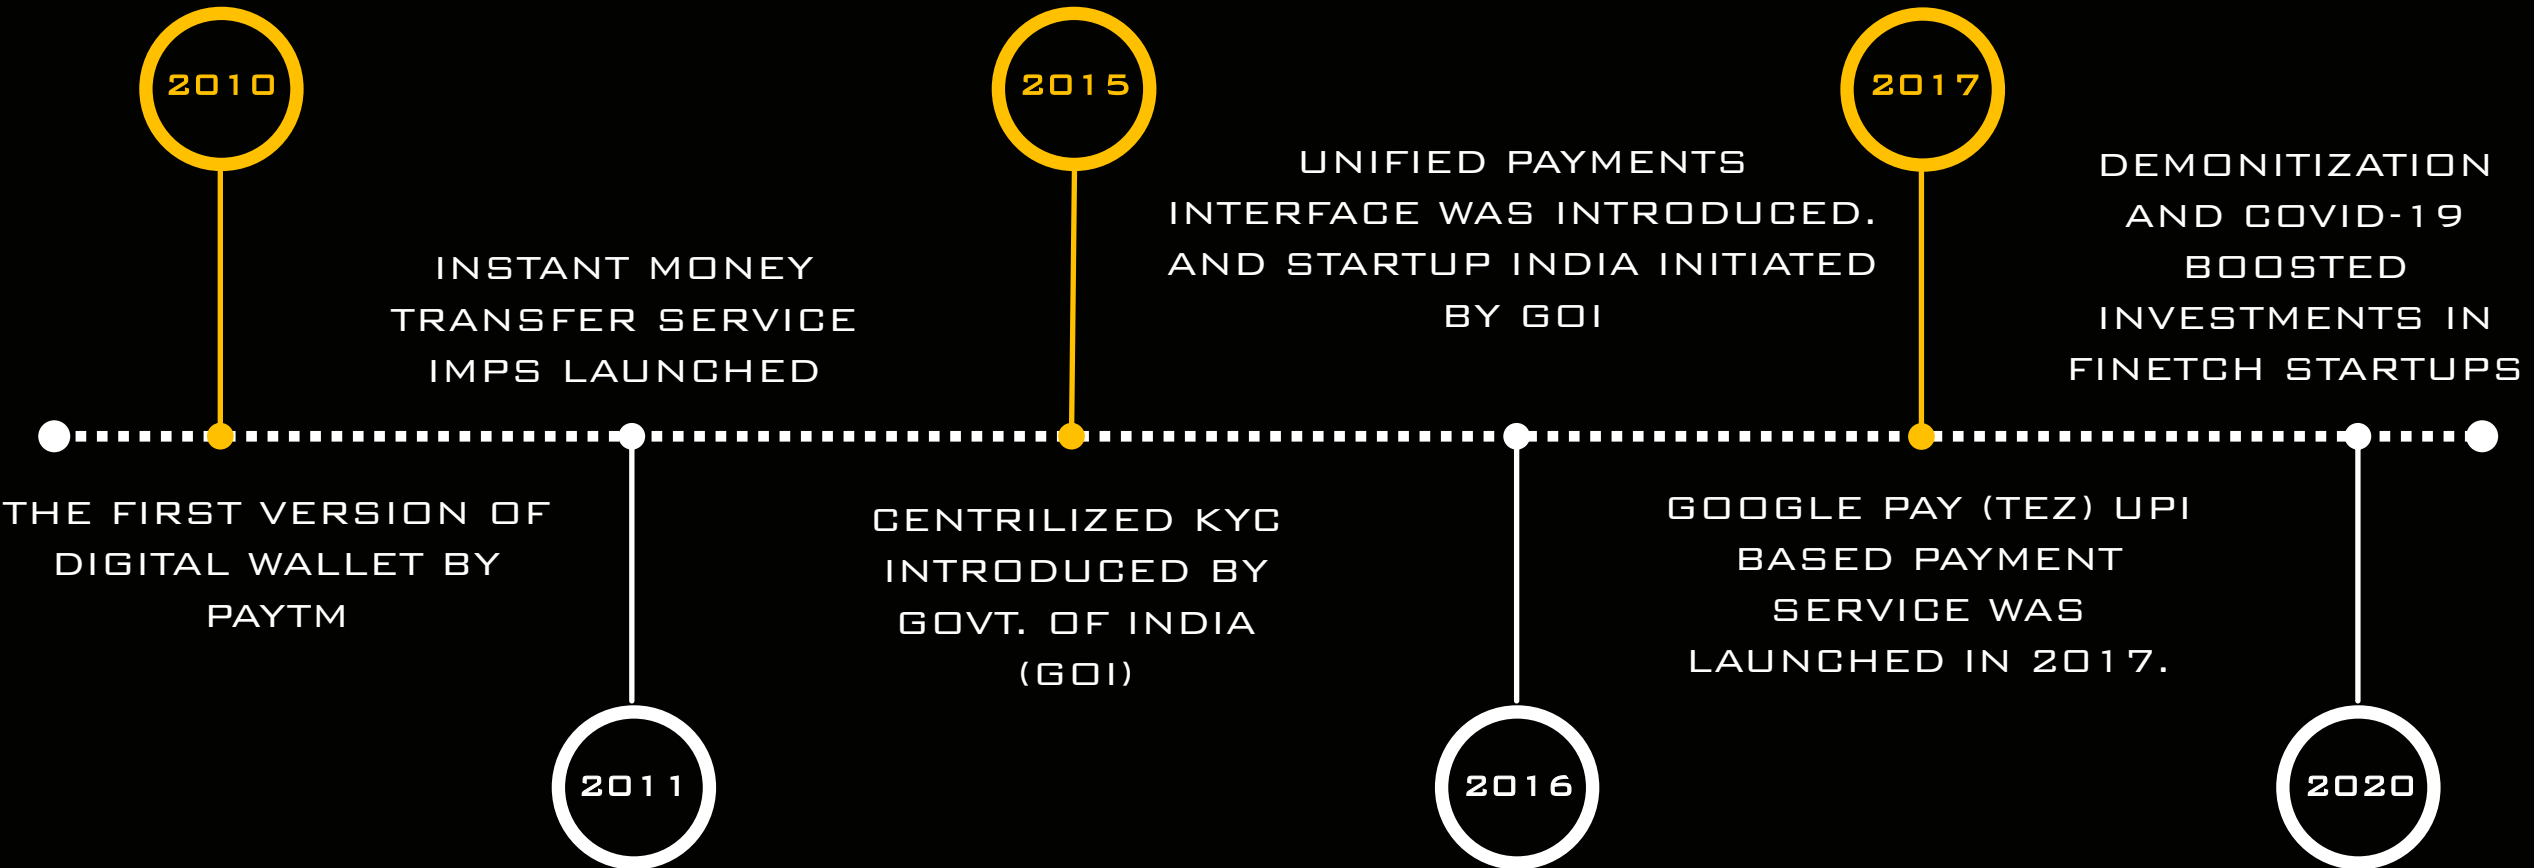 2010
THE FIRST VERSION OF
DIGITAL WALLET BY
PAYTM
INSTANT MONEY
TRANSFER SERVICE
IMPS LAUNCHED
2011
2015
CENTRILIZED KYC
INTRODUCED BY
GOVT. OF INDIA
(GOI)
UNIFIED PAYMENTS
INTERFACE WAS INTRODUCED.
AND STARTUP INDIA INITIATED
BY GOI
2016
2017
GOOGLE PAY (TEZ) UPI
BASED PAYMENT
SERVICE WAS
LAUNCHED IN 2017.
DEMONITIZATION
AND COVID-19
BOOSTED
INVESTMENTS IN
FINETCH STARTUPS
2020